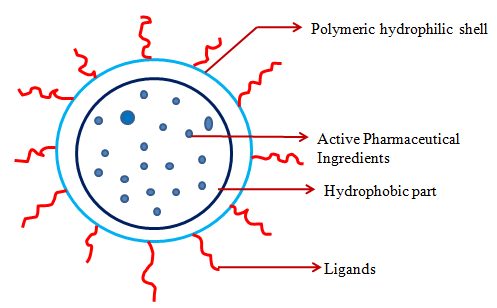 Polymeric hydrophilic shell
Active Pharmaceutical
Ingredients
Hydrophobic part
Ligands